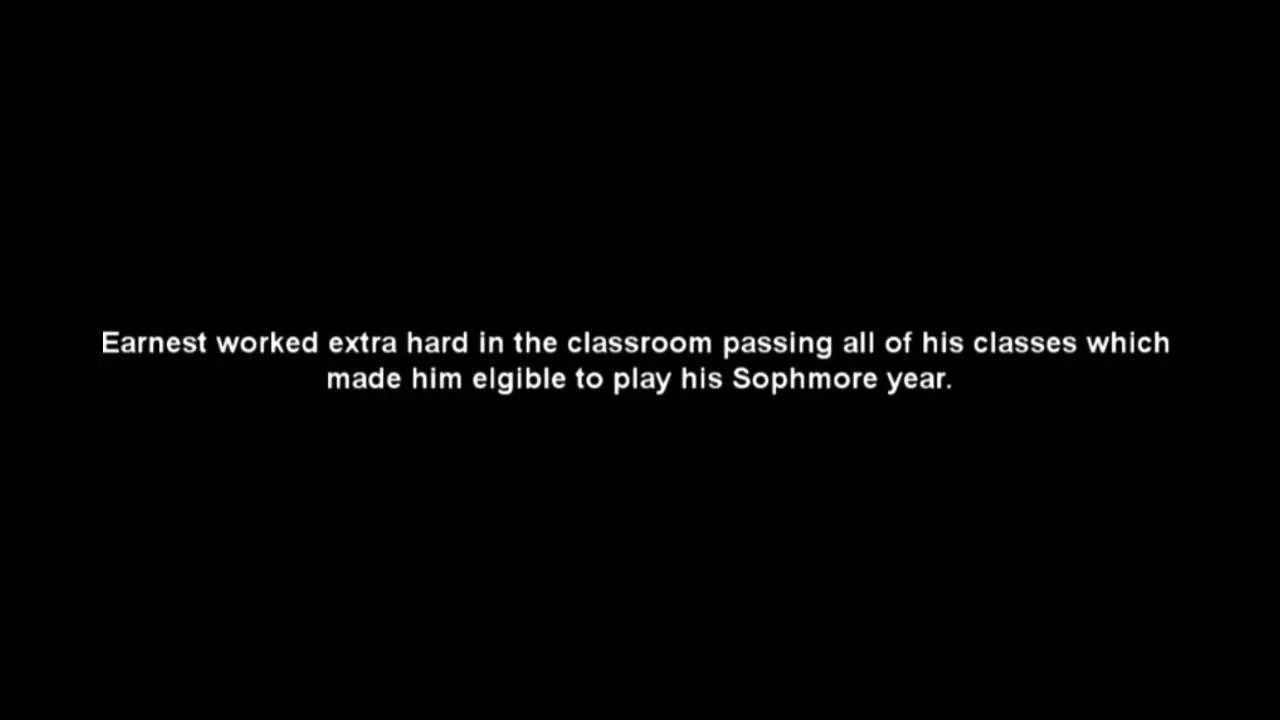 Earnest worked extra hard in the classroom passing all of his classes which
made him elgible to play his Sophmore year.